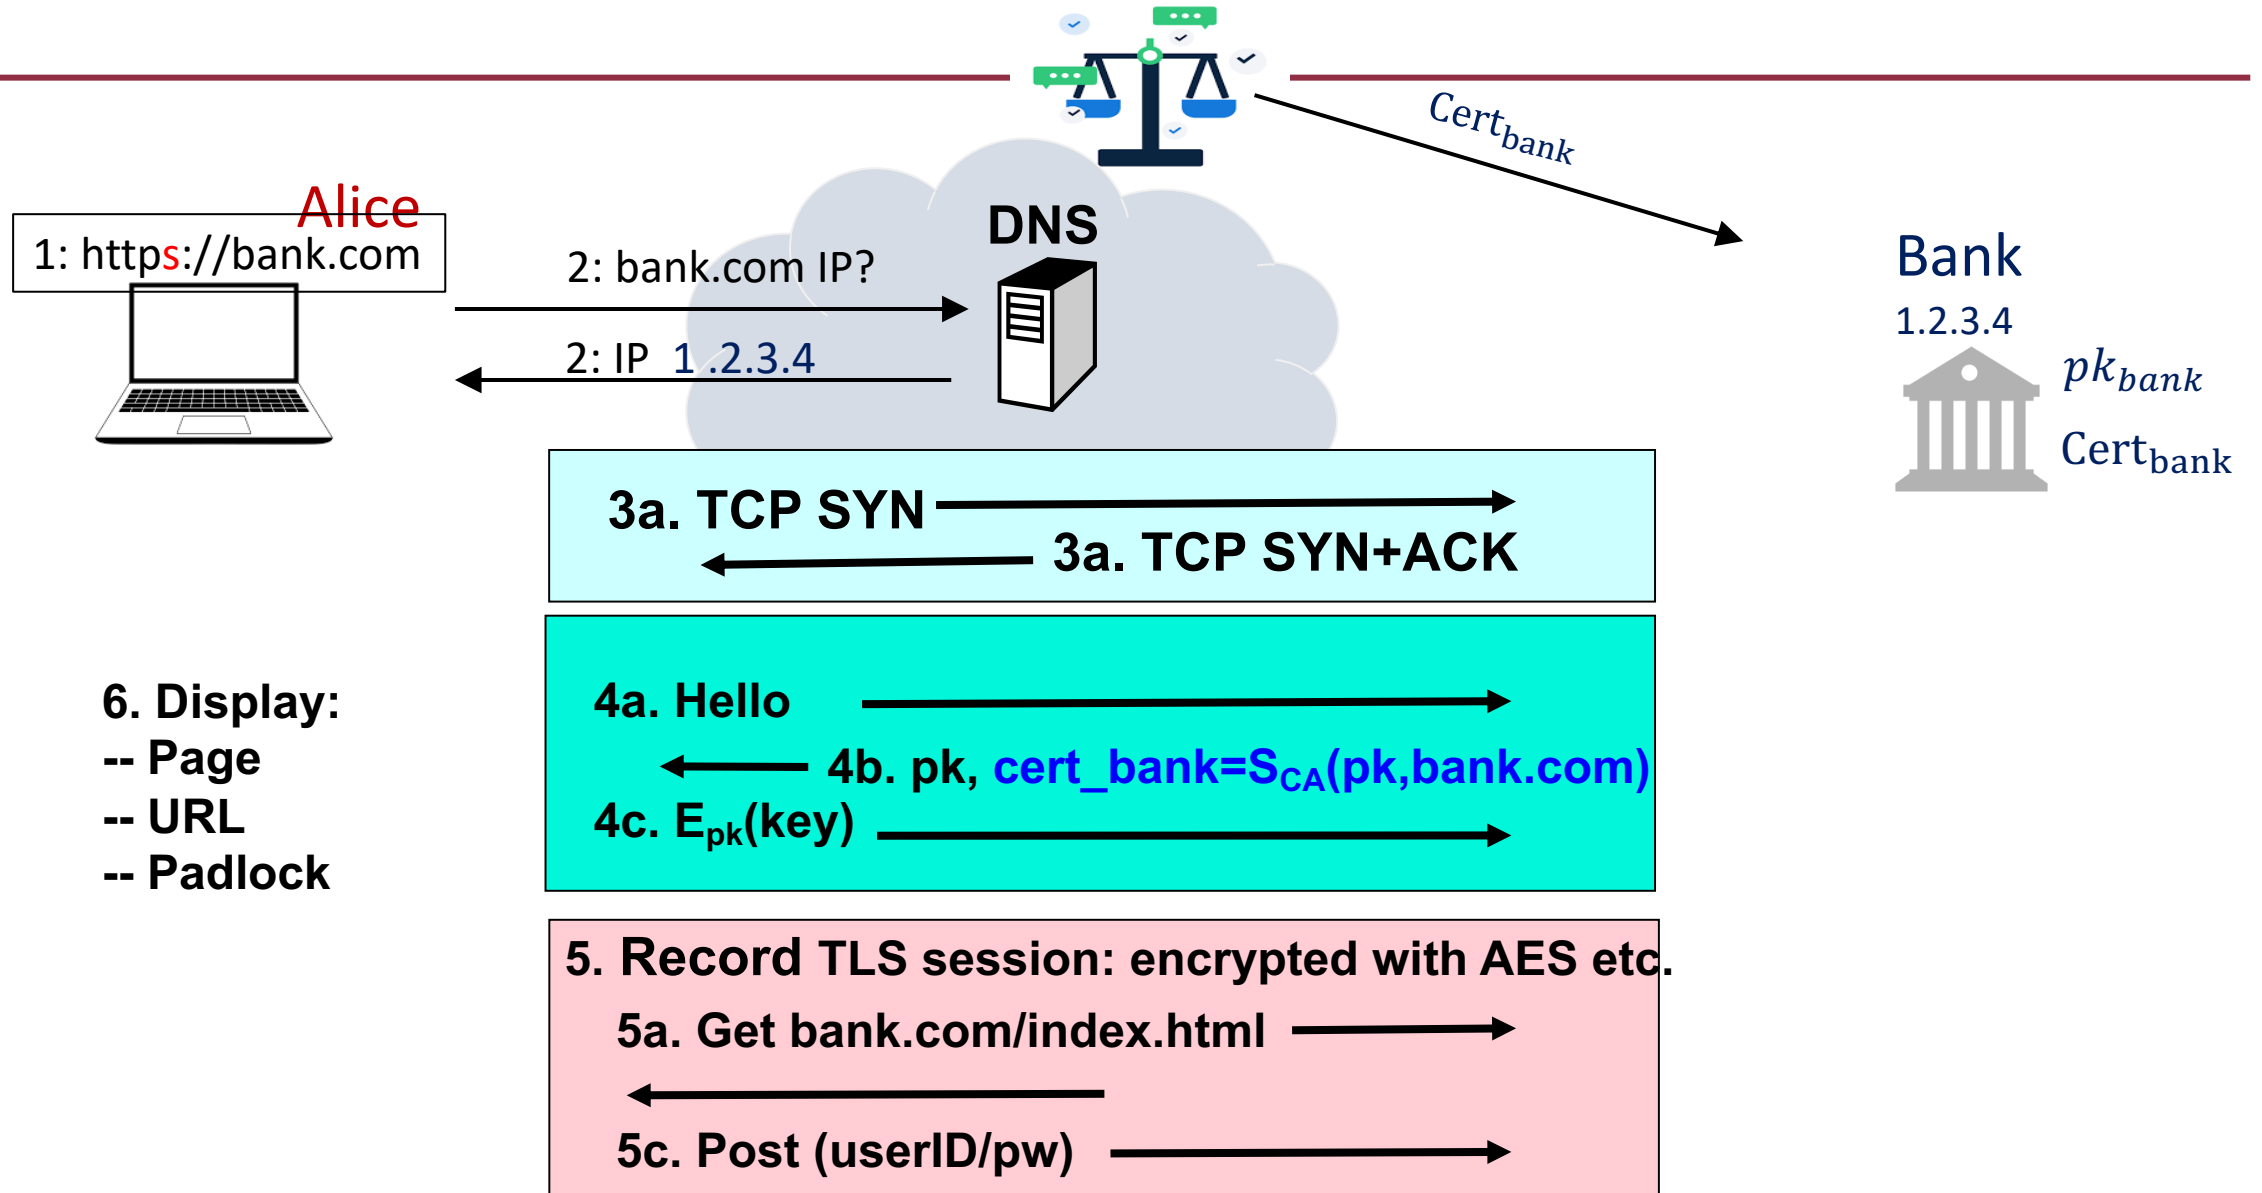 Cert_bank
Alice
1: https://bank.com
DNS
2: bank.com IP?
2: IP 1 .2.3.4
Bank
1.2.3.4
pk_bank
Cert_bank
3a. TCP SYN
3a. TCP SYN+ACK
4a. Hello
4b. pk, cert_bank=S_CA(pk,bank.com)
4c. E_pk(key)
6. Display:
-- Page
-- URL
-- Padlock
5. Record TLS session: encrypted with AES etc.
5a. Get bank.com/index.html
5c. Post (userID/pw)